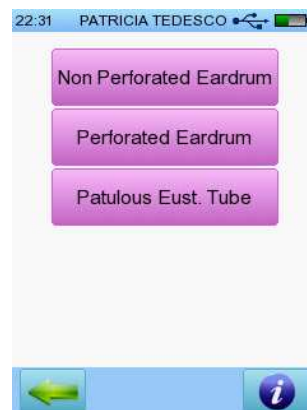 22:31 PATRICIA TEDESCO
Non Perforated Eardrum
Perforated Eardrum
Patulous Eust. Tube
i